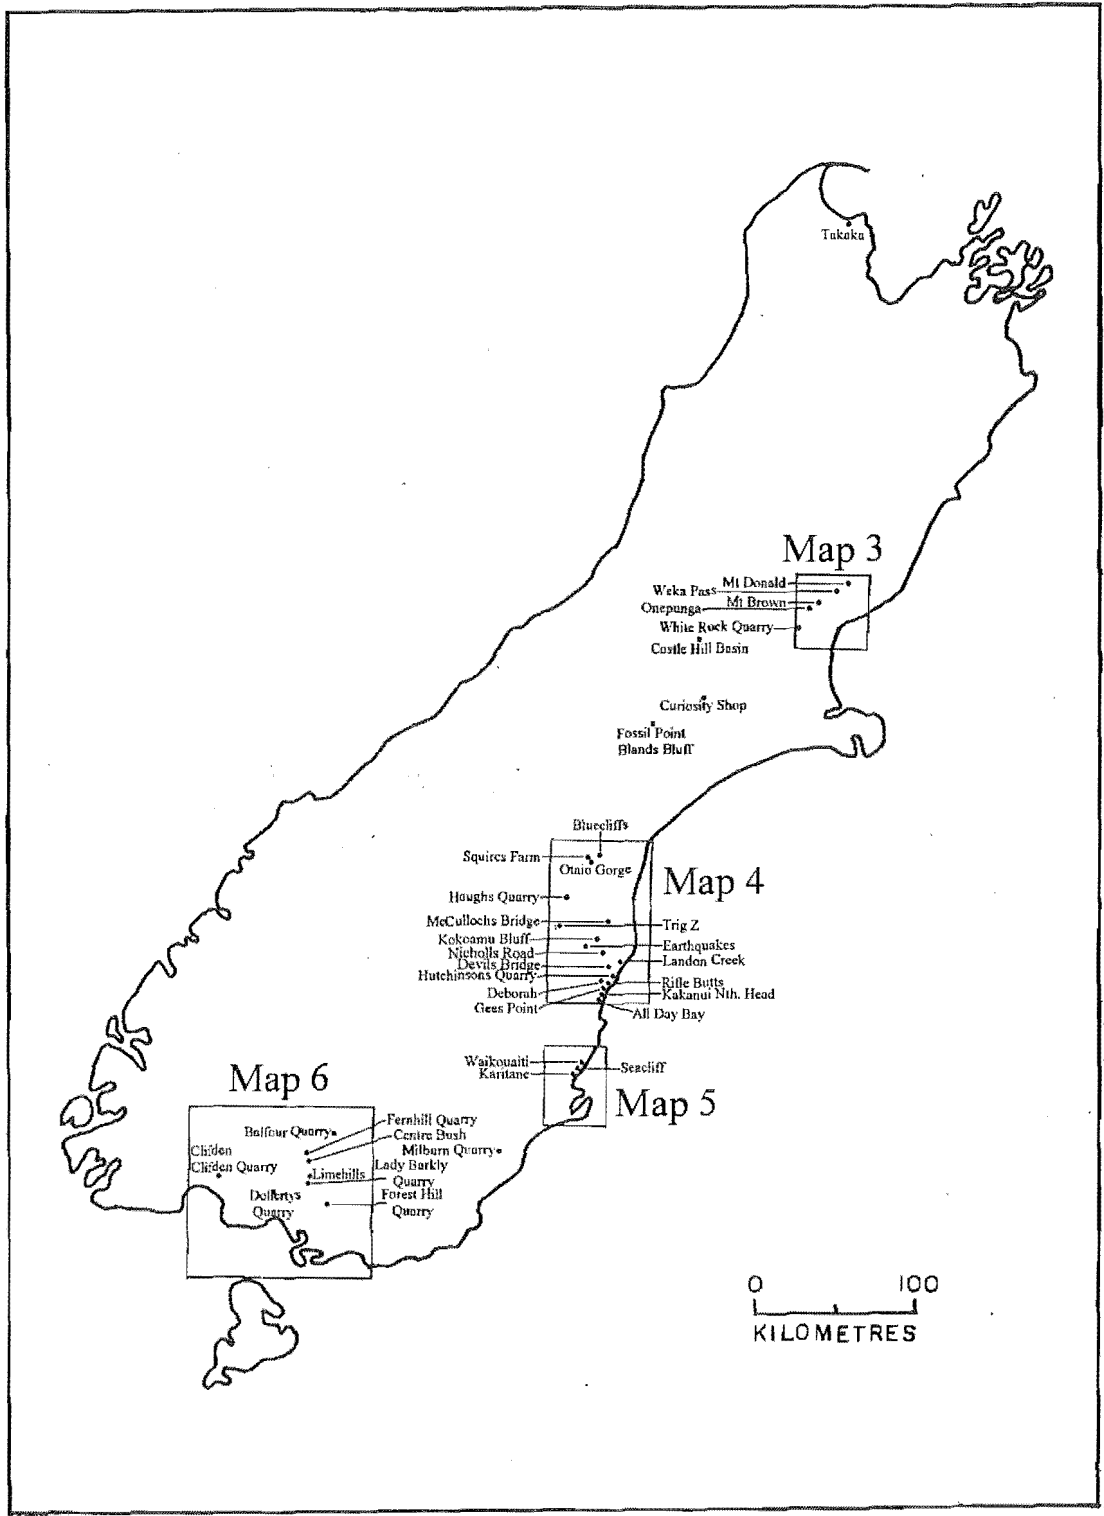 Takaka
Map 3
Mt Donald
Weka Pass
Mt Brown
Onepunga
White Rock Quarry
Castle Hill Basin
Curiosity Shop
Fossil Point
Blands Bluff
Bluecliffs
Squires Farm
Otaio Gorge
Map 4
Haughs Quarry
McCullochs Bridge
Trig Z
Kokoamu Bluff
Earthquakes
Nicholls Road
Landon Creek
Devils Bridge
Hutchinsons Quarry
Rifle Butts
Deborah
Kakanui Nth. Head
Gees Point
All Day Bay
Waikouaiti
Seacliff
Karitane
Map 5
Map 6
Fernhill Quarry
Balfour Quarry
Centre Bush
Milburn Quarry
Clifden
Clifden Quarry
Limehills
Lady Barkly
Quarry
Dofertys
Quarry
Forest Hill
Quarry
0 100
KILOMETRES